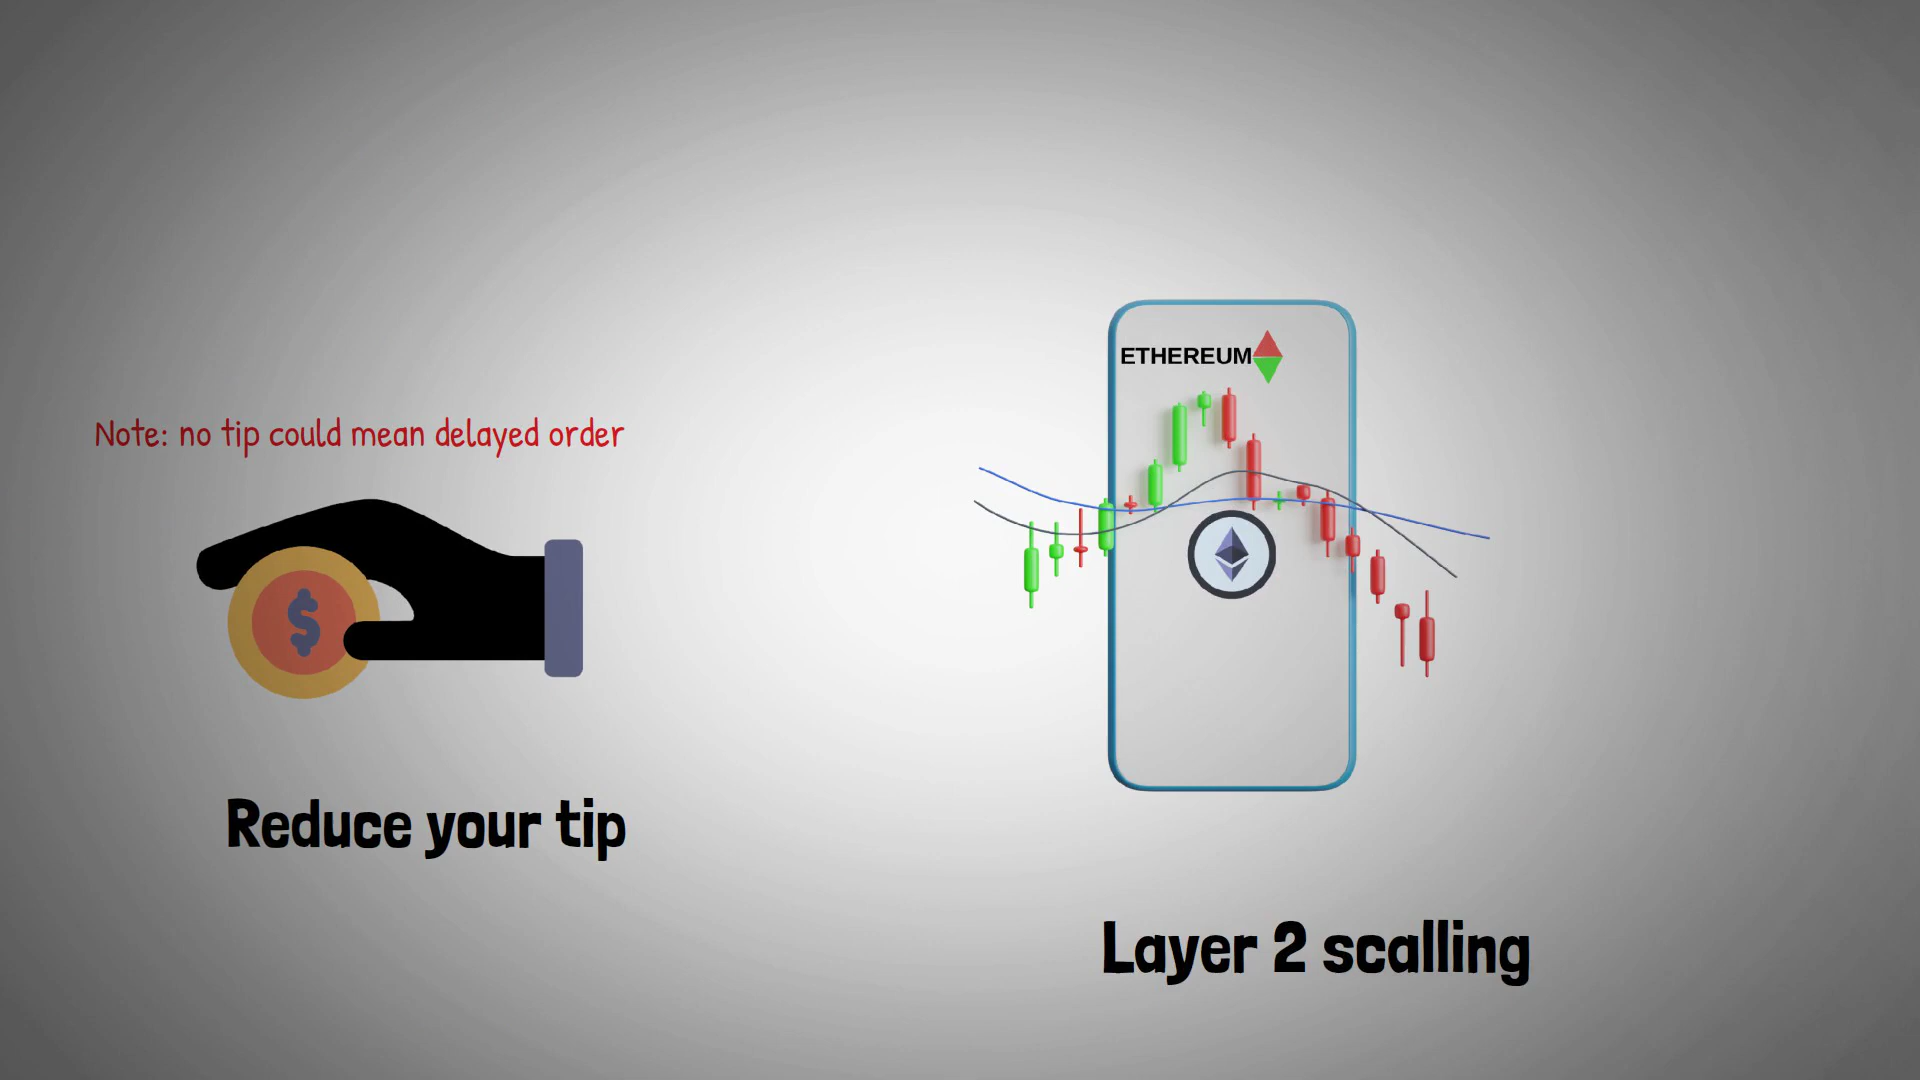 Note: no tip could mean delayed order
Reduce your tip
ETHEREUM
Layer 2 scalling